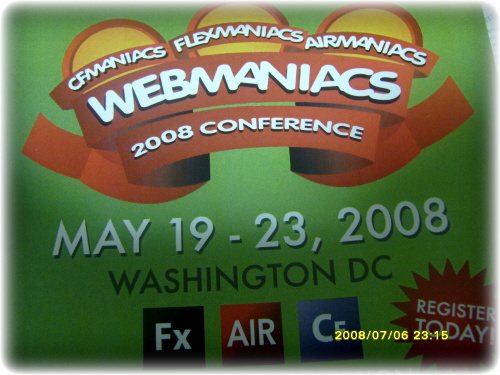 CFMANIACS FLEXMANIACS AIRMANIACS
WEBMANIACS
2008 CONFERENCE
MAY 19 - 23, 2008
WASHINGTON DC
REGISTER
TODAY!
Fx AIR CF
2008/07/06 23:15